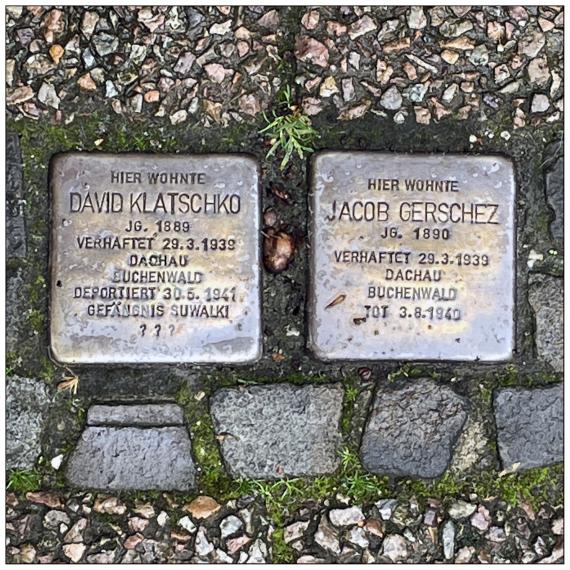 HIER WOHNTE
DAVID KLATSCHKO
JG. 1889
VERHAFTET 29.3.1939
DACHAU
BUCHENWALD
DEPORTIERT 30.5.1941
GEFÄNGNIS SUWALKI
? ? ?
HIER WOHNTE
JACOB GERSCHEZ
JG. 1890
VERHAFTET 29.3.1939
DACHAU
BUCHENWALD
TOT 3.8.1940